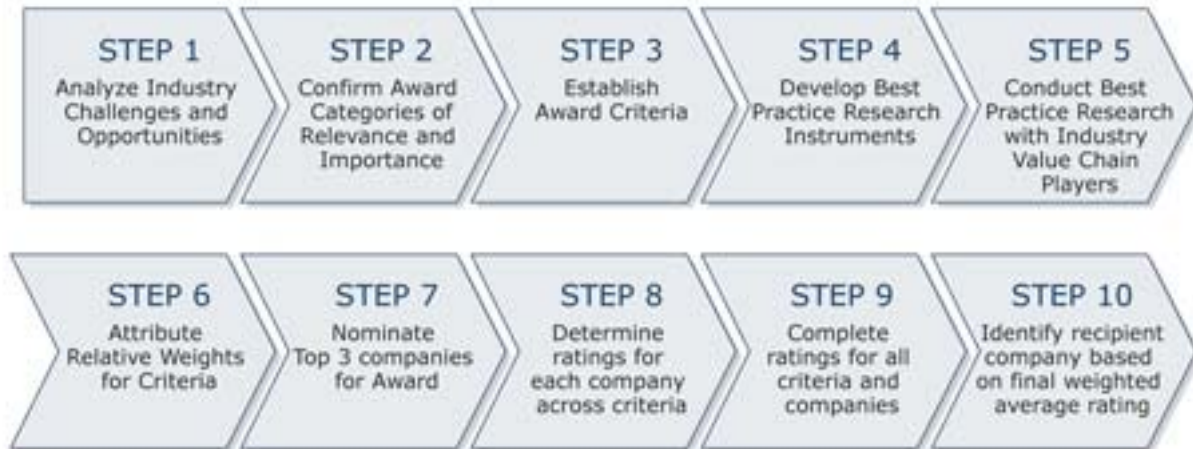 STEP 1
Analyze Industry
Challenges and
Opportunities
STEP 2
Confirm Award
Categories of
Relevance and
Importance
STEP 3
Establish
Award Criteria
STEP 4
Develop Best
Practice Research
Instruments
STEP 5
Conduct Best
Practice Research
with Industry
Value Chain
Players
STEP 6
Attribute
Relative Weights
for Criteria
STEP 7
Nominate
Top 3 companies
for Award
STEP 8
Determine
ratings for
each company
across criteria
STEP 9
Complete
ratings for all
criteria and
companies
STEP 10
Identify recipient
company based
on final weighted
average rating